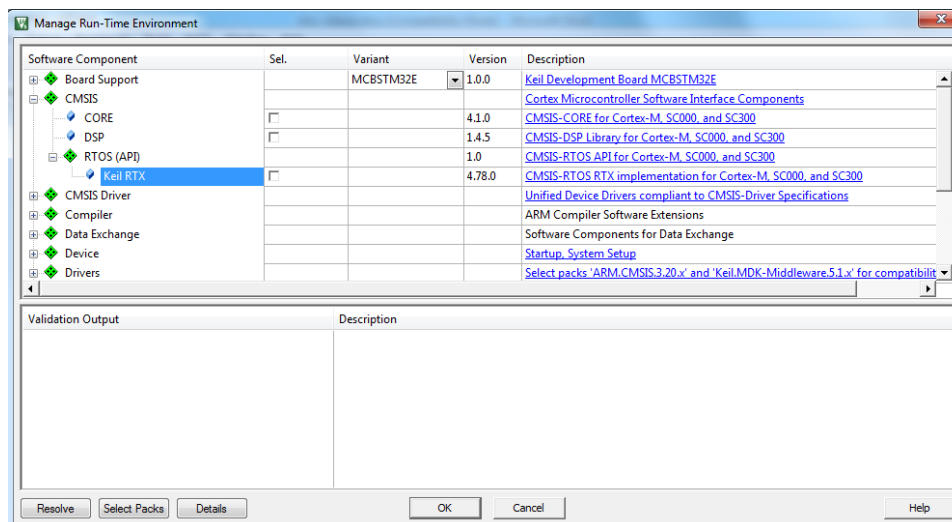 Manage Run-Time Environment
Software Component Sel. Variant Version Description
Board Support MCBSTM32E 1.0.0 Keil Development Board MCBSTM32E
CMSIS Cortex Microcontroller Software Interface Components
CORE 4.1.0 CMSIS-CORE for Cortex-M, SC000, and SC300
DSP 1.4.5 CMSIS-DSP Library for Cortex-M, SC000, and SC300
RTOS (API) 1.0 CMSIS-RTOS API for Cortex-M, SC000, and SC300
Keil RTX 4.78.0 CMSIS-RTOS RTX implementation for Cortex-M, SC000, and SC300
CMSIS Driver Unified Device Drivers compliant to CMSIS-Driver Specifications
Compiler ARM Compiler Software Extensions
Data Exchange Software Components for Data Exchange
Device Startup, System Setup
Drivers Select packs 'ARM.CMSIS.3.20.x' and 'Keil.MDK-Middleware.5.1.x' for compatibilit
Validation Output Description
Resolve Select Packs Details OK Cancel Help